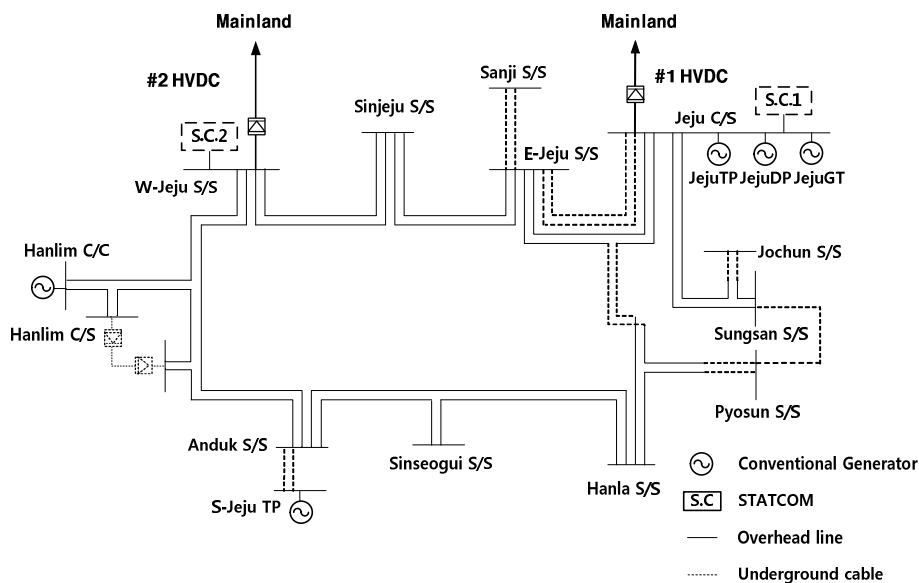 Mainland
Mainland
#2 HVDC
Sanji S/S
#1 HVDC
Sinjeju S/S
S.C.1
Jeju C/S
S.C.2
E-Jeju S/S
W-Jeju S/S
JejuTP
JejuDP
JejuGT
Hanlim C/C
Jochun S/S
Hanlim C/S
Sungsan S/S
Pyosun S/S
Anduk S/S
Sinseogui S/S
Hanla S/S
S-Jeju TP
Conventional Generator
S.C
STATCOM
Overhead line
Underground cable